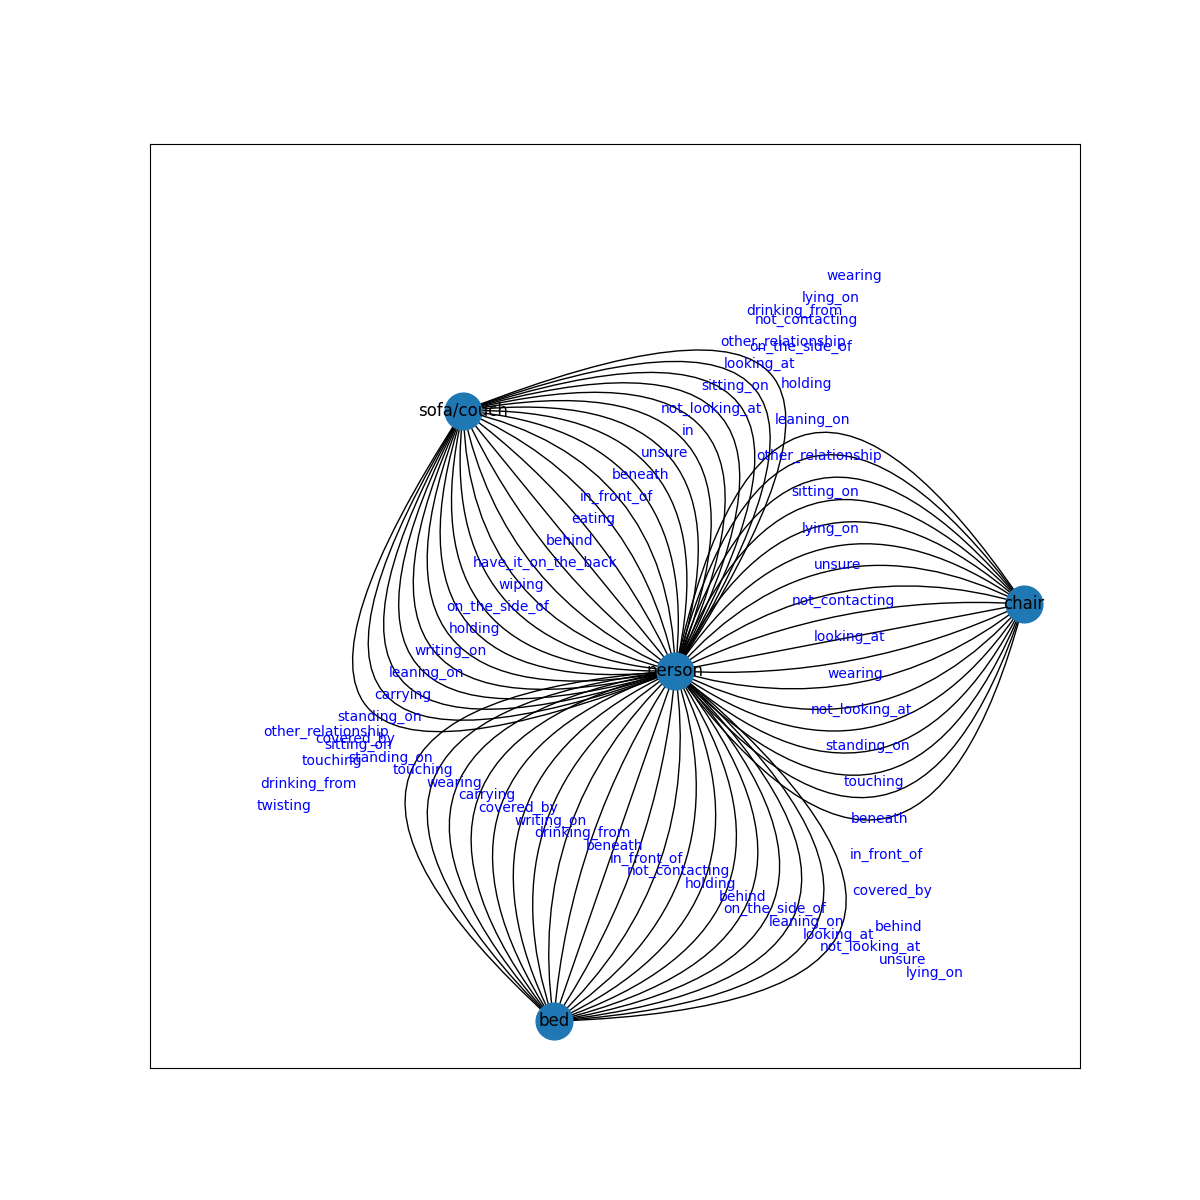 wearing
lying_on
drinking_from
not_contacting
other_relationship
on_the_side_of
looking_at
sitting_on
holding
not_looking_at
sofa/couch
leaning_on
in
unsure
other_relationship
beneath
sitting_on
in_front_of
eating
lying_on
behind
have_it_on_the_back
unsure
wiping
not_contacting
chair
on_the_side_of
holding
looking_at
writing_on
leaning_on
person
wearing
carrying
not_looking_at
standing_on
other_relationship
covered_by
sitting_on
standing_on
standing_on
touching
touching
drinking_from
wearing
touching
carrying
twisting
covered_by
writing_on
beneath
drinking_from
beneath
in_front_of
in_front_of
not_contacting
holding
covered_by
behind
on_the_side_of
leaning_on
behind
looking_at
not_looking_at
unsure
lying_on
bed